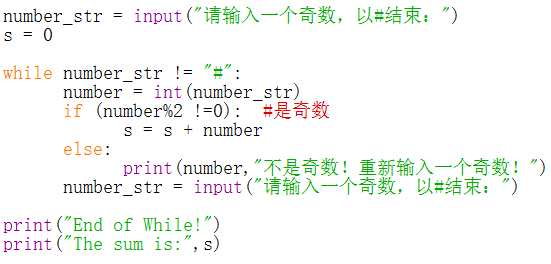 number_str = input("请输入一个奇数，以#结束：")
s = 0

while number_str != "#":
      number = int(number_str)
      if (number%2 !=0):  #是奇数
            s = s + number
      else:
            print(number,"不是奇数！重新输入一个奇数！")
      number_str = input("请输入一个奇数，以#结束：")

print("End of While!")
print("The sum is:",s)